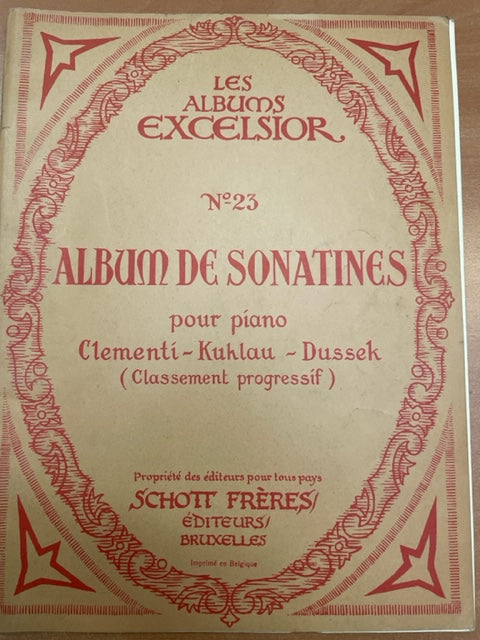 LES
ALBUMS
EXCELSIOR
Nº 23
ALBUM DE SONATINES
pour piano
Clementi - Kuhlau - Dussek
(Classement progressif)
Propriété des éditeurs pour tous pays
SCHOTT FRÈRES/
ÉDITEURS/
BRUXELLES
Imprimé en Belgique